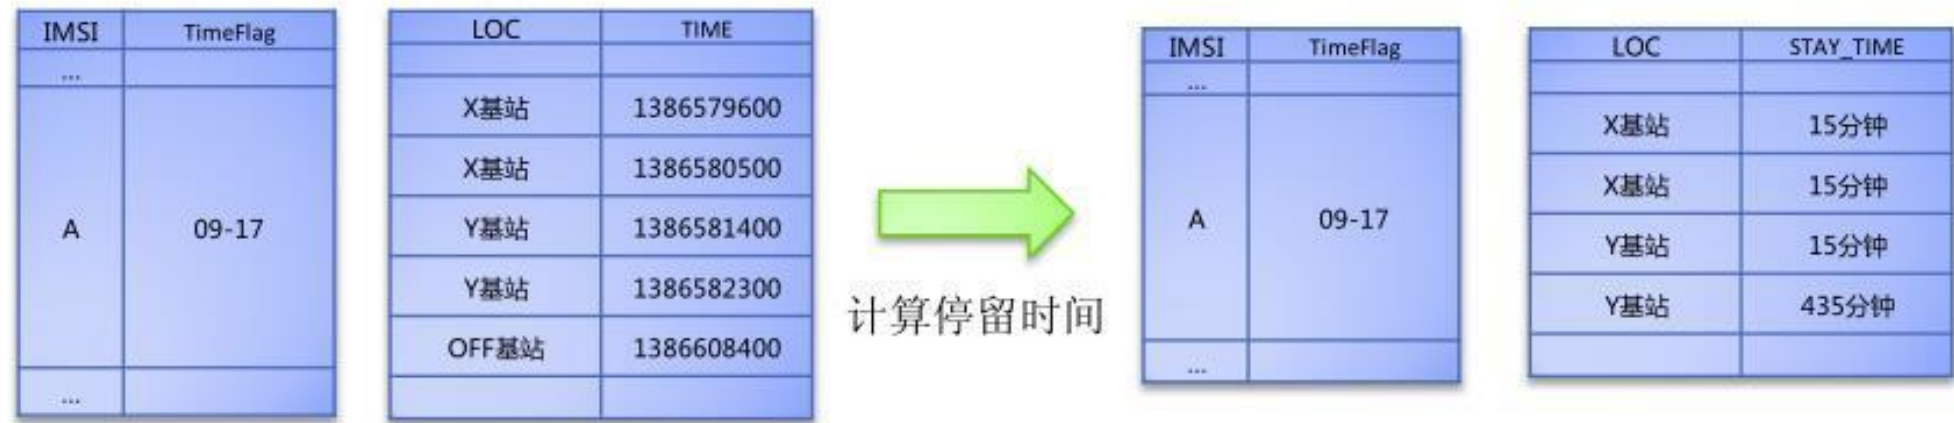 IMSI TimeFlag
...
A 09-17
...
LOC TIME
X基站 1386579600
X基站 1386580500
Y基站 1386581400
Y基站 1386582300
OFF基站 1386608400
计算停留时间
IMSI TimeFlag
...
A 09-17
...
LOC STAY_TIME
X基站 15分钟
X基站 15分钟
Y基站 15分钟
Y基站 435分钟